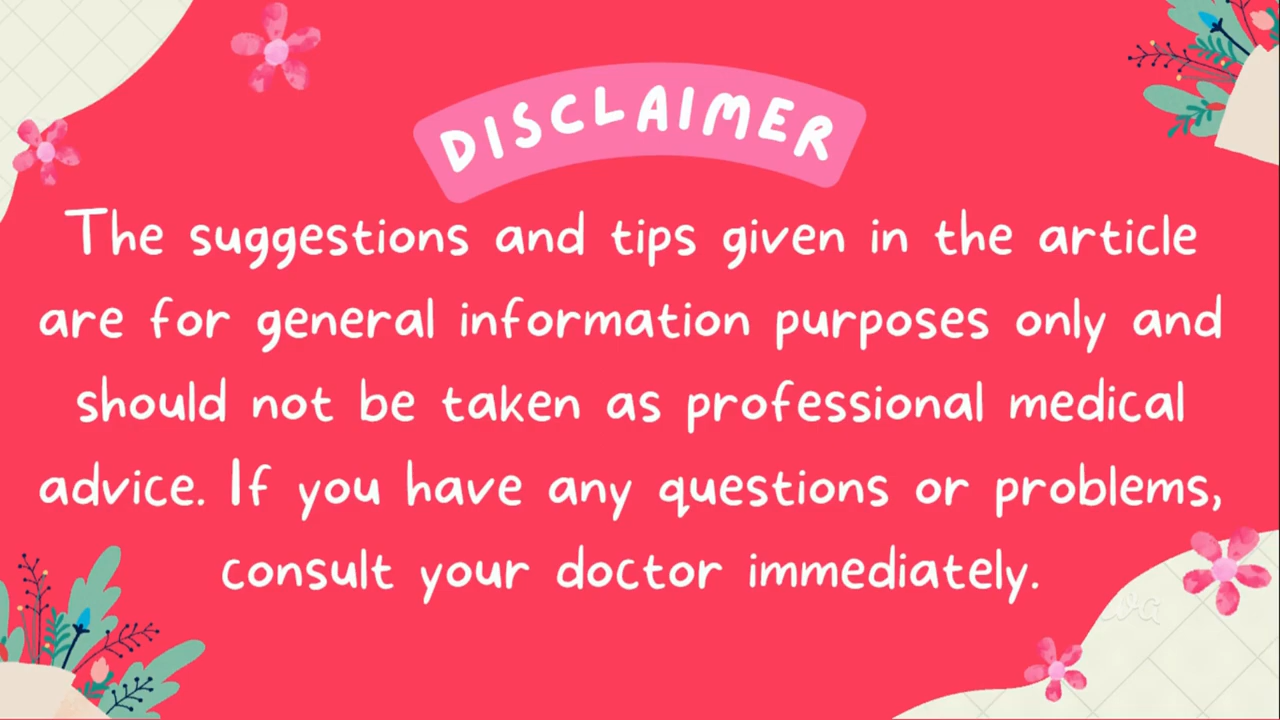 DISCLAIMER
The suggestions and tips given in the article
are for general information purposes only and
should not be taken as professional medical
advice. If you have any questions or problems,
consult your doctor immediately.